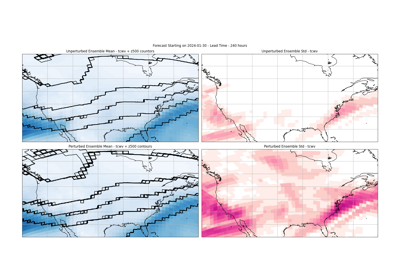 Forecast Starting on 2024-01-30 - Lead Time - 240 hours
Unperturbed Ensemble Mean - tcwv + z500 countors
Unperturbed Ensemble Std - tcwv
Perturbed Ensemble Mean - tcwv + z500 contours
Perturbed Ensemble Std - tcwv